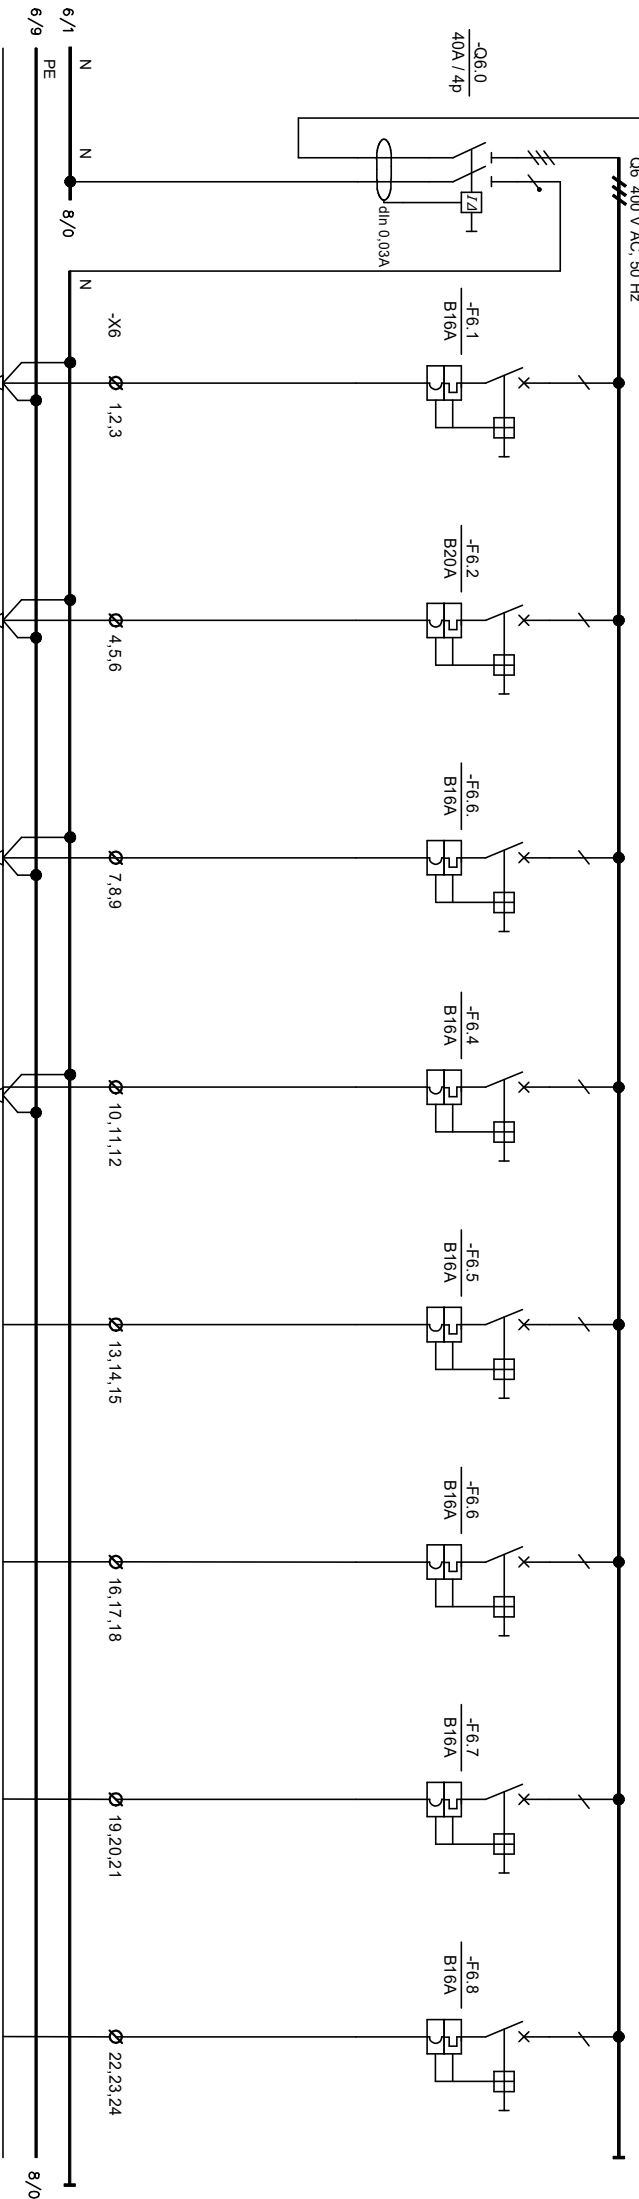 6/9
6/1
PE
N
N
8/0
N
-Q6.0
40A / 4p
I∆
dIn 0,03A
Q6 400 V AC, 50 Hz
-X6
-F6.1
B16A
1,2,3
-F6.2
B20A
4,5,6
-F6.6.
B16A
7,8,9
-F6.4
B16A
10,11,12
-F6.5
B16A
13,14,15
-F6.6
B16A
16,17,18
-F6.7
B16A
19,20,21
-F6.8
B16A
22,23,24
8/0